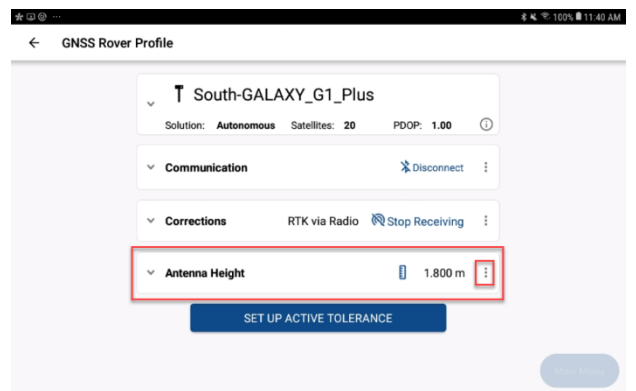 100% 11:40 AM
GNSS Rover Profile
South-GALAXY_G1_Plus
Solution: Autonomous Satellites: 20 PDOP: 1.00
Communication Disconnect
Corrections RTK via Radio Stop Receiving
Antenna Height 1.800 m
SET UP ACTIVE TOLERANCE
Main Menu